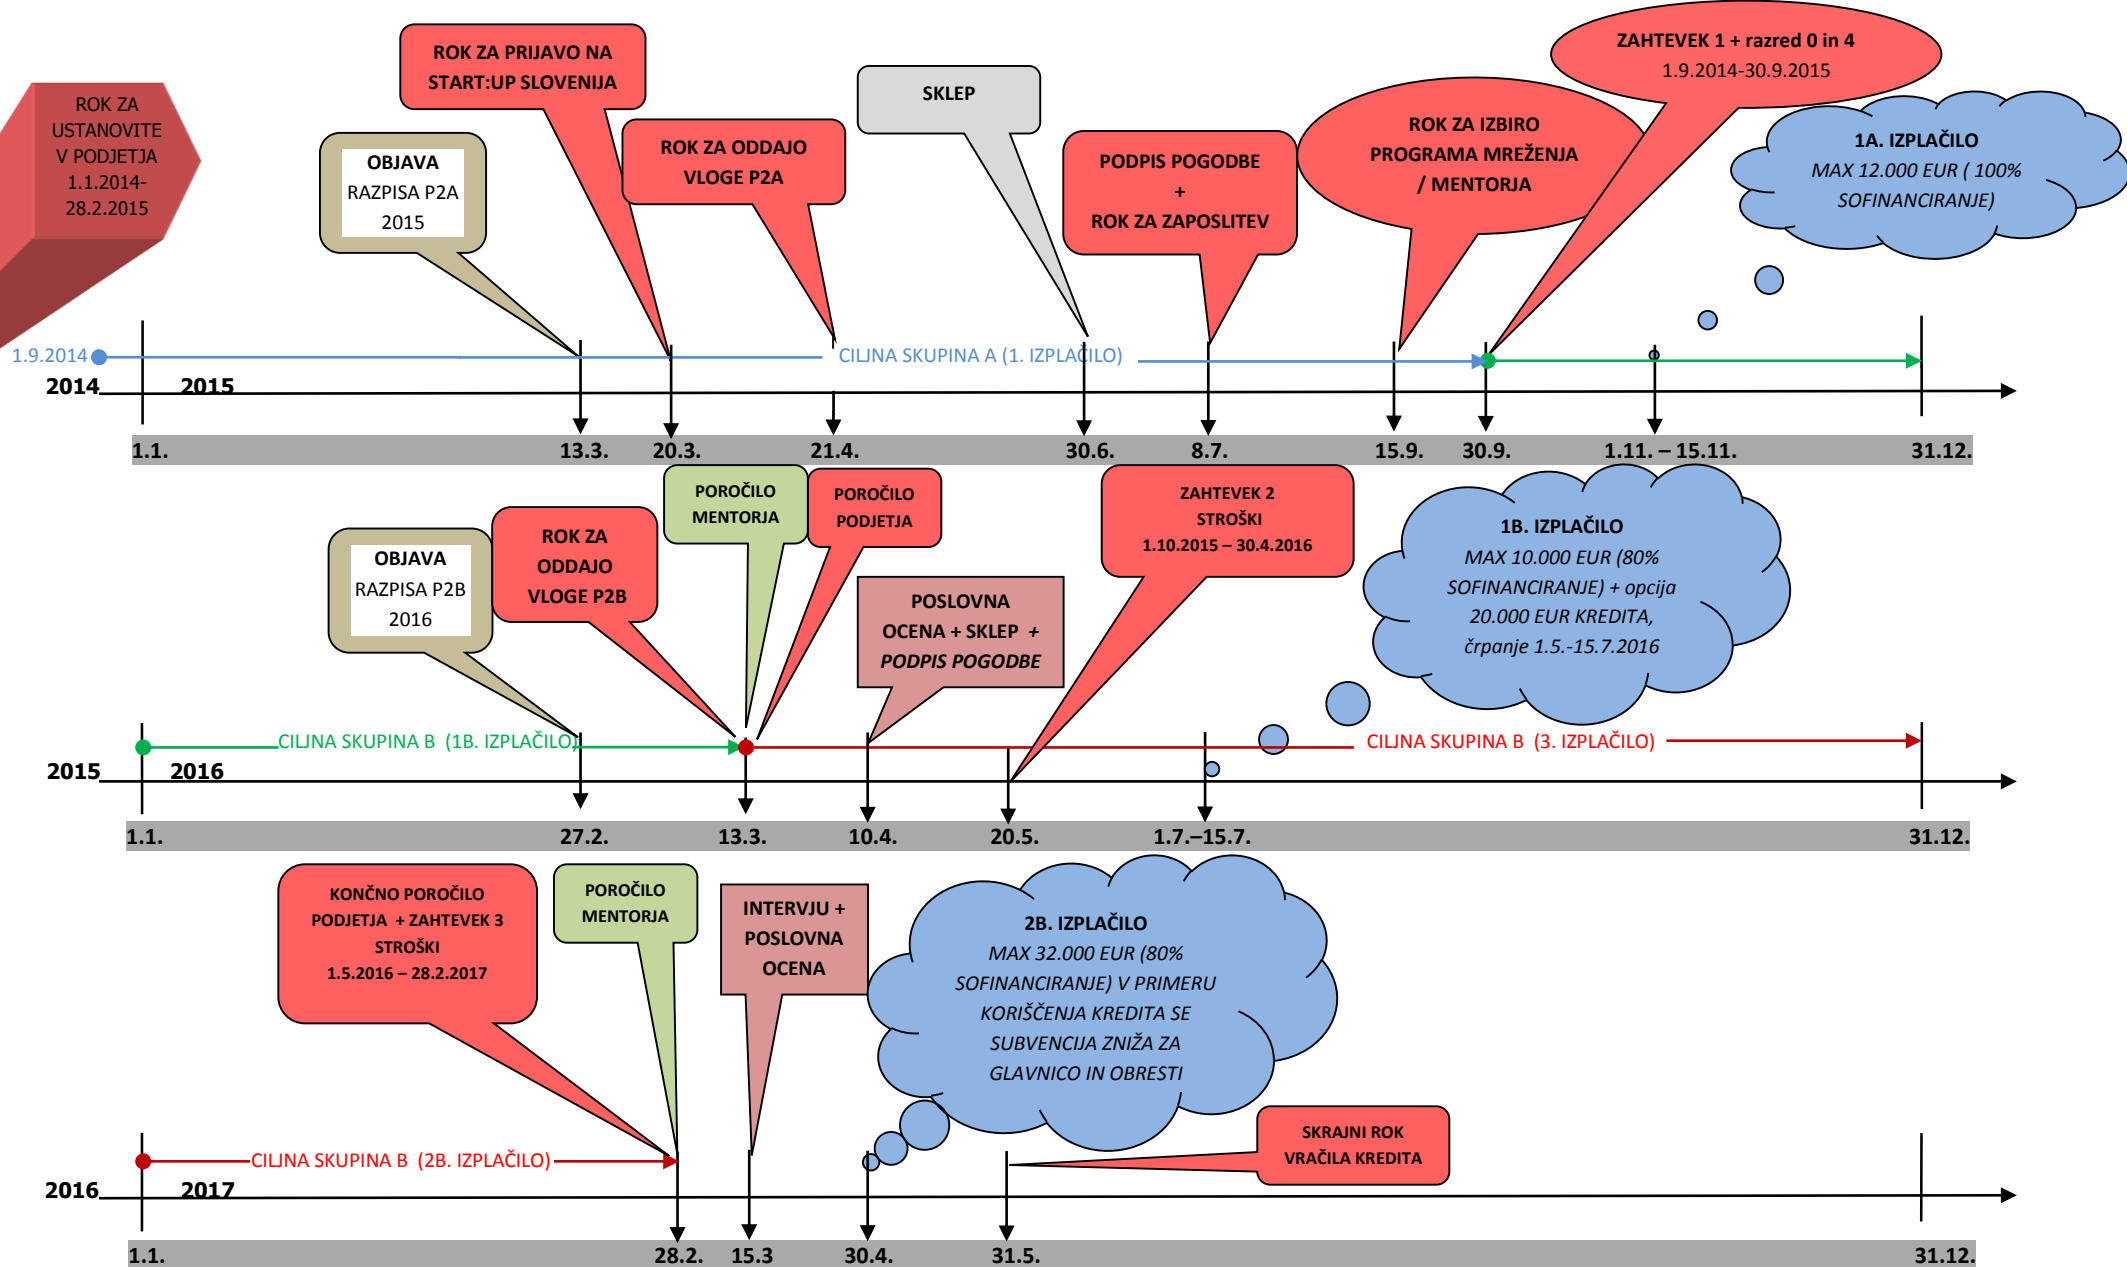 ROK ZA
USTANOVITE
V PODJETJA
1.1.2014-
28.2.2015
OBJAVA
RAZPISA P2A
2015
ROK ZA PRIJAVO NA
START:UP SLOVENIJA
ROK ZA ODDAJO
VLOGE P2A
SKLEP
PODPIS POGODBE
+
ROK ZA ZAPOSLITEV
ROK ZA IZBIRO
PROGRAMA MREŽENJA
/ MENTORJA
ZAHTEVEK 1 + razred 0 in 4
1.9.2014-30.9.2015
1A. IZPLAČILO
MAX 12.000 EUR ( 100%
SOFINANCIRANJE)
1.9.2014
CILJNA SKUPINA A (1. IZPLAČILO)
2014
2015
1.1.
13.3.
20.3.
21.4.
30.6.
8.7.
15.9.
30.9.
1.11. – 15.11.
31.12.
OBJAVA
RAZPISA P2B
2016
ROK ZA
ODDAJO
VLOGE P2B
POROČILO
MENTORJA
POROČILO
PODJETJA
POSLOVNA
OCENA + SKLEP +
PODPIS POGODBE
ZAHTEVEK 2
STROŠKI
1.10.2015 – 30.4.2016
1B. IZPLAČILO
MAX 10.000 EUR (80%
SOFINANCIRANJE) + opcija
20.000 EUR KREDITA,
črpanje 1.5.-15.7.2016
CILJNA SKUPINA B  (1B. IZPLAČILO)
CILJNA SKUPINA B  (3. IZPLAČILO)
2015
2016
1.1.
27.2.
13.3.
10.4.
20.5.
1.7.–15.7.
31.12.
KONČNO POROČILO
PODJETJA  + ZAHTEVEK 3
STROŠKI
1.5.2016 – 28.2.2017
POROČILO
MENTORJA
INTERVJU +
POSLOVNA
OCENA
2B. IZPLAČILO
MAX 32.000 EUR (80%
SOFINANCIRANJE) V PRIMERU
KORIŠČENJA KREDITA SE
SUBVENCIJA ZNIŽA ZA
GLAVNICO IN OBRESTI
SKRAJNI ROK
VRAČILA KREDITA
CILJNA SKUPINA B  (2B. IZPLAČILO)
2016
2017
1.1.
28.2.
15.3
30.4.
31.5.
31.12.